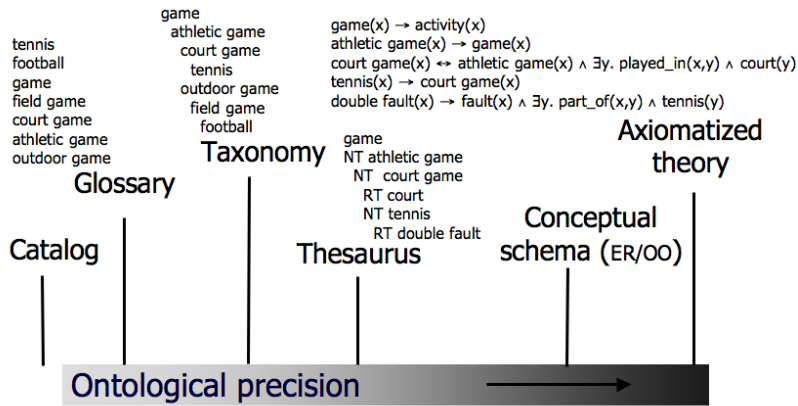 tennis
football
game
field game
court game
athletic game
outdoor game
Glossary
Catalog
game
athletic game
court game
tennis
outdoor game
field game
football
Taxonomy
game(x) → activity(x)
athletic game(x) → game(x)
court game(x) ↔ athletic game(x) ∧ ∃y. played_in(x,y) ∧ court(y)
tennis(x) → court game(x)
double fault(x) → fault(x) ∧ ∃y. part_of(x,y) ∧ tennis(y)
game
NT athletic game
NT court game
RT court
NT tennis
RT double fault
Thesaurus
Axiomatized
theory
Conceptual
schema (ER/OO)
Ontological precision